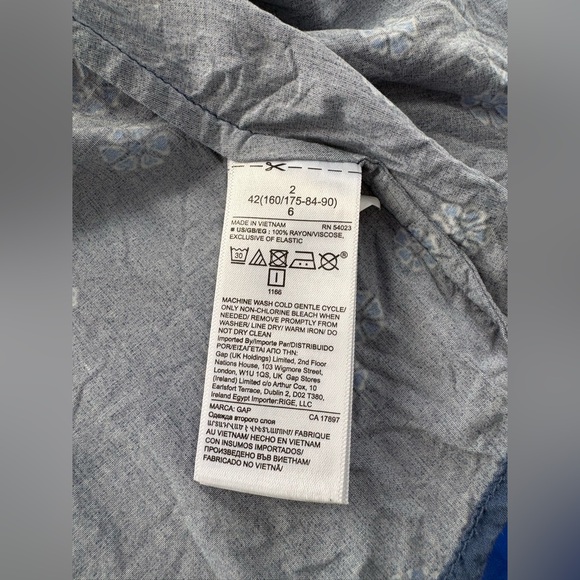 2
42(160/175-84-90)
6
MADE IN VIETNAM RN 54023
■ US/GB/EG : 100% RAYON/VISCOSE,
EXCLUSIVE OF ELASTIC
30 ®
I
1166
MACHINE WASH COLD GENTLE CYCLE/
ONLY NON-CHLORINE BLEACH WHEN
NEEDED/ REMOVE PROMPTLY FROM
WASHER/ LINE DRY/ WARM IRON/ DO
NOT DRY CLEAN
Imported By/Importe Par/DISTRIBUIDO
POR/ΕΙΣΑΓΕΤΑΙ ΑΠΟ ΤΗΝ:
Gap (UK Holdings) Limited, 2nd Floor
Nations House, 103 Wigmore Street,
London, W1U 1QS, UK Gap Stores
(Ireland) Limited c/o Arthur Cox, 10
Earlsfort Terrace, Dublin 2, D02 T380,
Ireland Egypt Importer:RIGE, LLC
MARCA: GAP CA 17897
Одежда второго слоя
ԱՐՏԱԴՐՎԱԾ Է ՎԻԵՏՆԱՄՈՒՄ/ FABRIQUE
AU VIETNAM/ HECHO EN VIETNAM
CON INSUMOS IMPORTADOS/
ПРОИЗВЕДЕНО ВЪВ ВИЕТНАМ/
FABRICADO NO VIETNÃ/